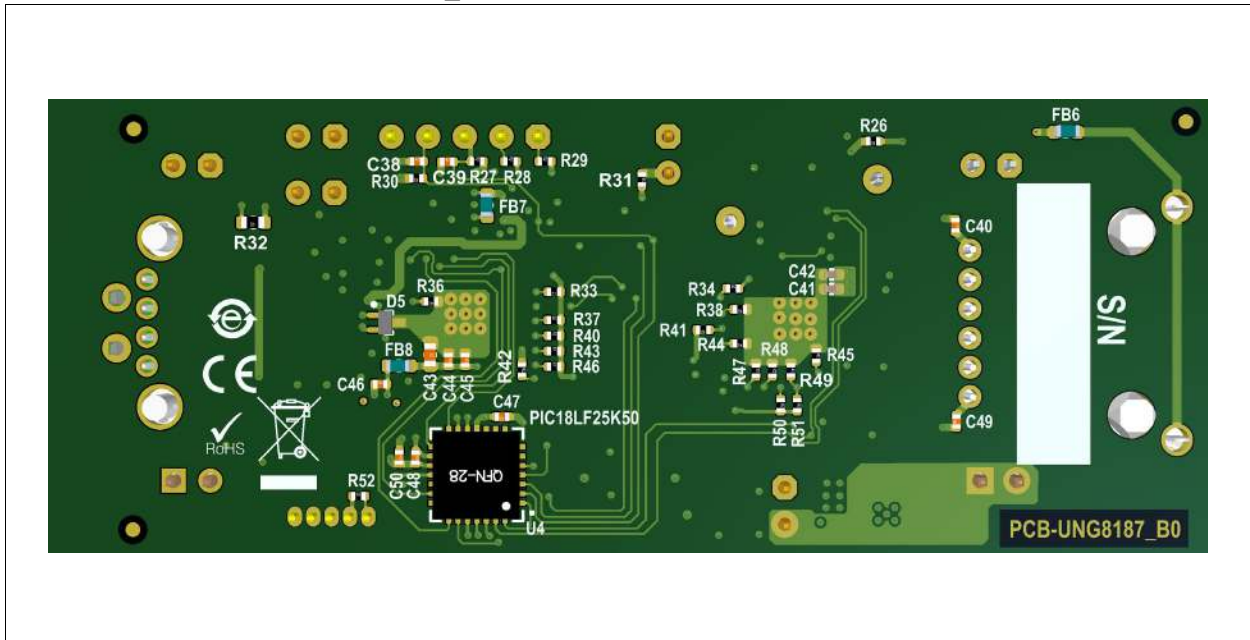 FB6
R26
C38
C39
R27
R28
R29
R30
R31
FB7
R32
C40
C42
C41
R36
R34
R33
D5
R38
R37
R41
R40
R44
R43
FB8
R42
R46
C43
C44
C45
R47
R48
R49
R45
S/N
C46
CE
C47
PIC18LF25K50
R50
R51
C49
RoHS
C50
C48
QFN-28
R52
U4
PCB-UNG8187_B0